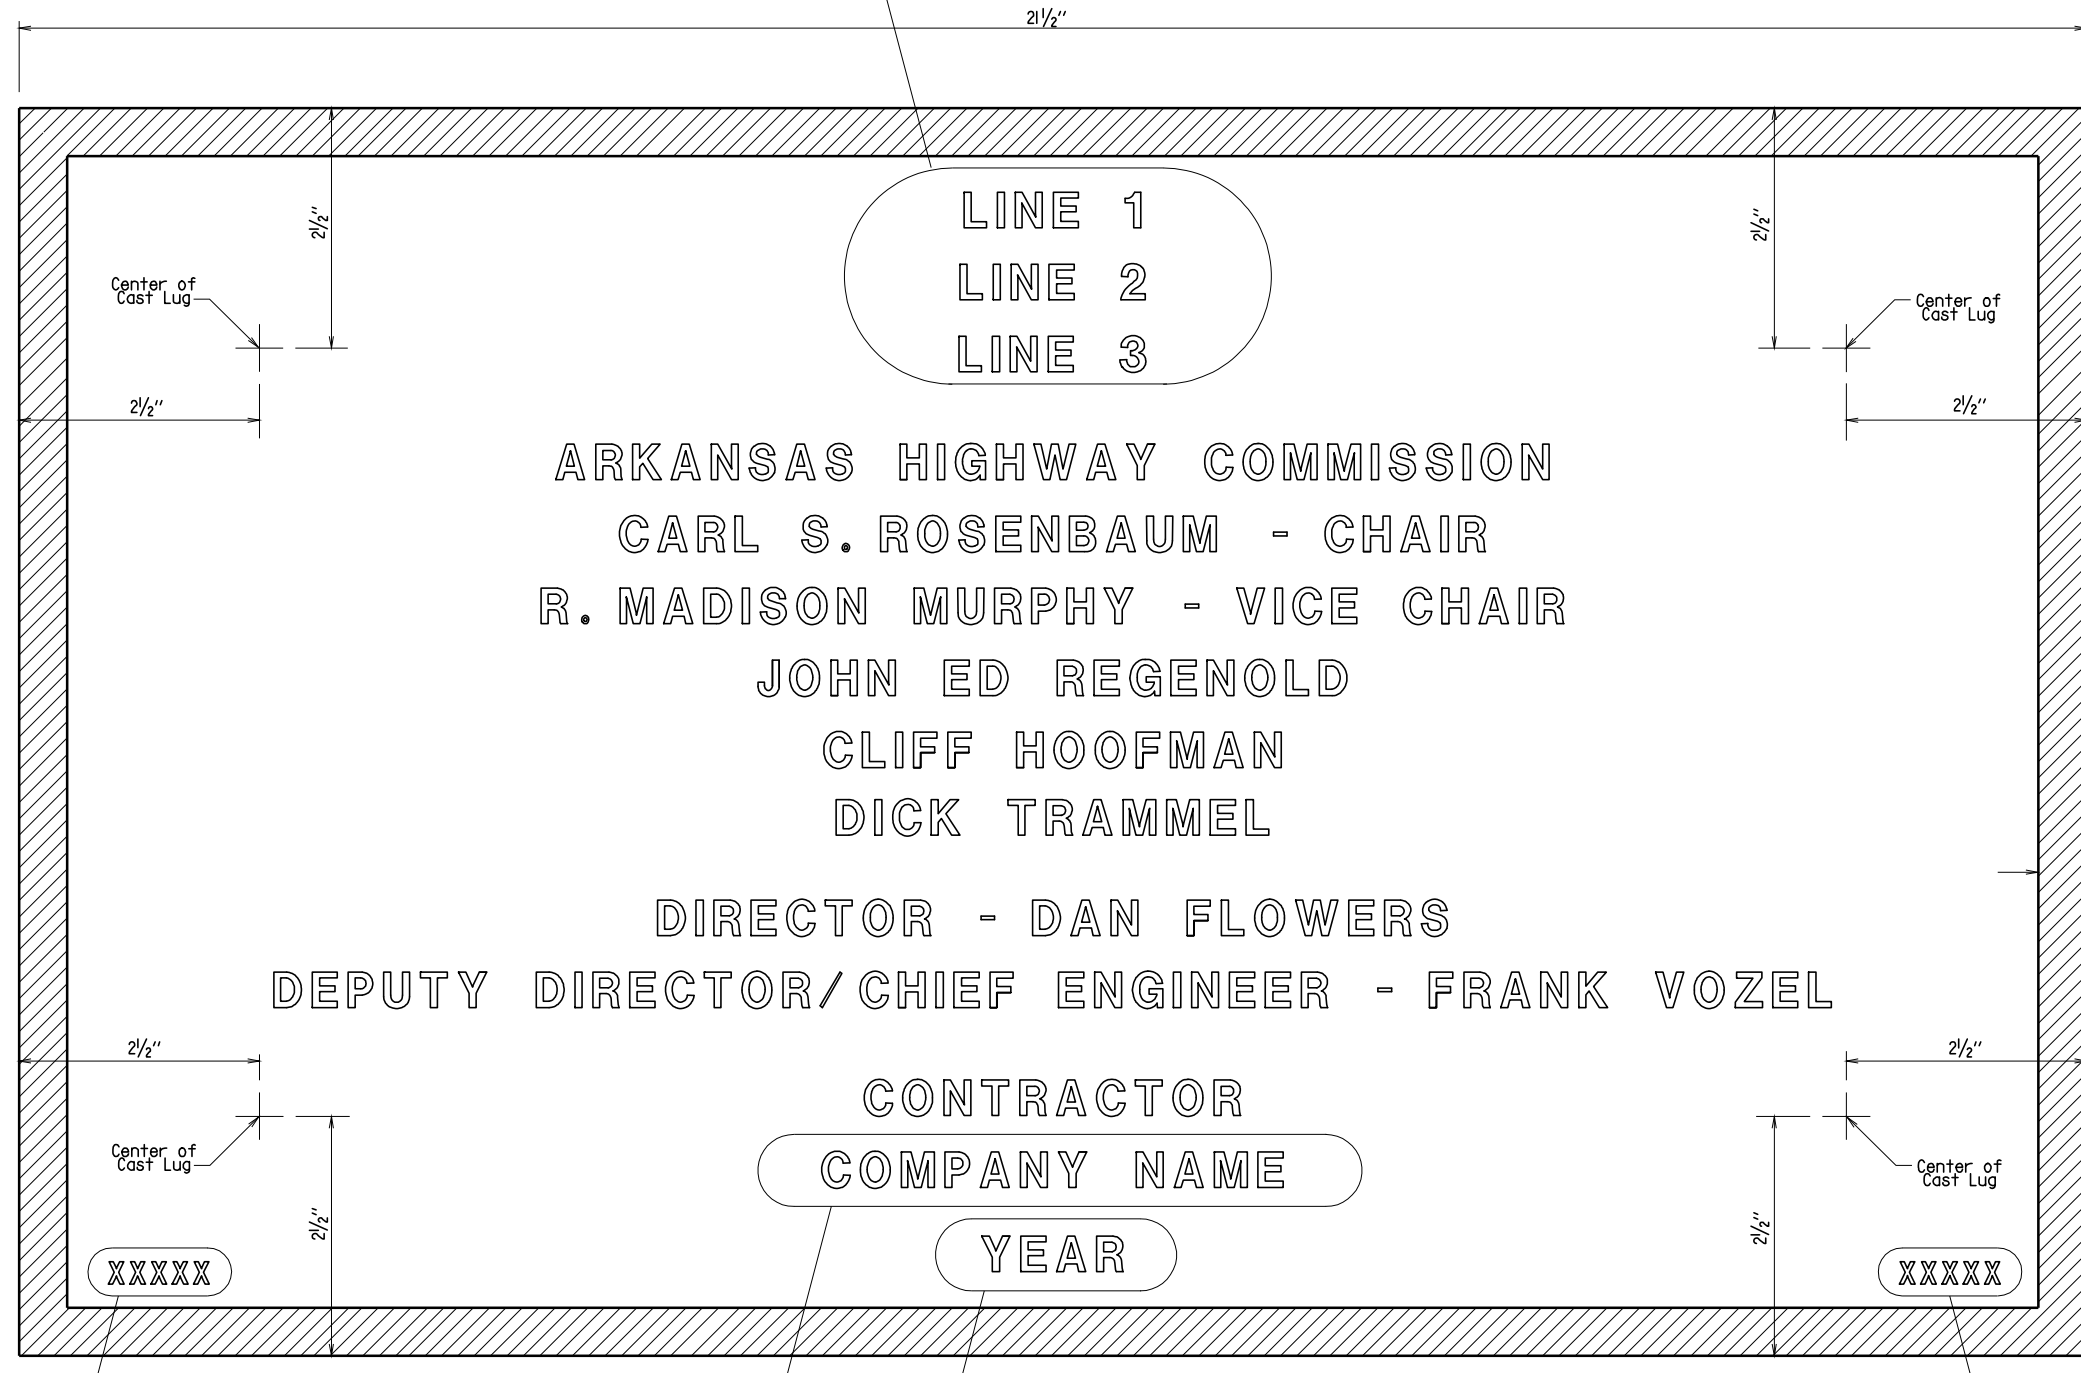 21½"
2½"
2½"
LINE 1
LINE 2
LINE 3
Center of
Cast Lug
Center of
Cast Lug
2½"
2½"
ARKANSAS HIGHWAY COMMISSION
CARL S. ROSENBAUM - CHAIR
R. MADISON MURPHY - VICE CHAIR
JOHN ED REGENOLD
CLIFF HOOFMAN
DICK TRAMMEL
DIRECTOR - DAN FLOWERS
DEPUTY DIRECTOR/CHIEF ENGINEER - FRANK VOZEL
2½"
2½"
CONTRACTOR
COMPANY NAME
YEAR
Center of
Cast Lug
Center of
Cast Lug
2½"
2½"
XXXXX
XXXXX